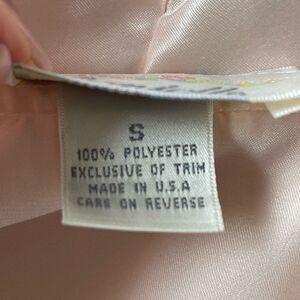 S
100% POLYESTER
EXCLUSIVE OF TRIM
MADE IN U.S.A
CARE ON REVERSE